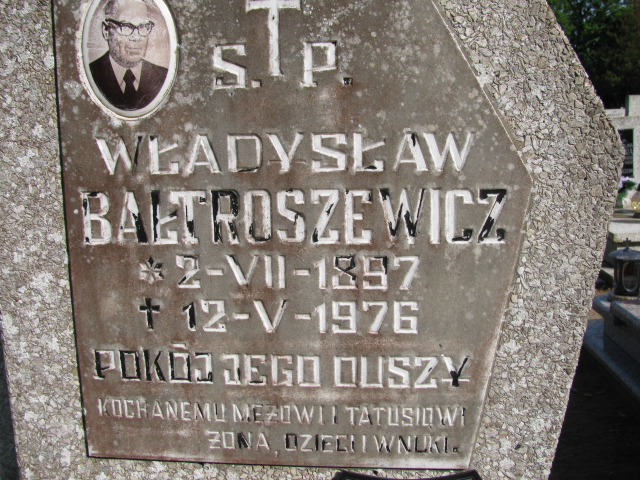 Ś. P.
WŁADYSŁAW
BAŁTROSZEWICZ
* 2-VII-1897
✝ 12-V-1976
POKÓJ JEGO DUSZY
KOCHANEMU MĘŻOWI I TATUSIOWI
ŻONA, DZIECI I WNUKI.